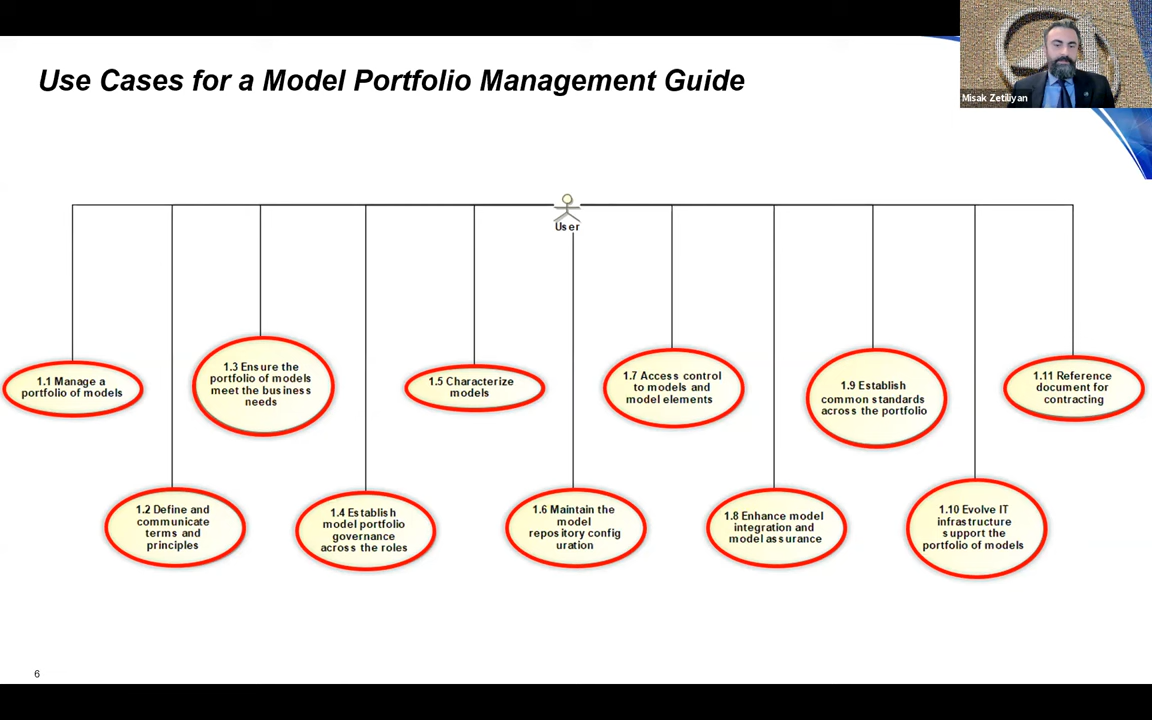 Use Cases for a Model Portfolio Management Guide
Misak Zetiliyan
User
1.1 Manage a
portfolio of models
1.2 Define and
communicate
terms and
principles
1.3 Ensure the
portfolio of models
meet the business
needs
1.4 Establish
model portfolio
governance
across the roles
1.5 Characterize
models
1.6 Maintain the
model
repository config
uration
1.7 Access control
to models and
model elements
1.8 Enhance model
integration and
model assurance
1.9 Establish
common standards
across the portfolio
1.10 Evolve IT
infrastructure
support the
portfolio of models
1.11 Reference
document for
contracting
6